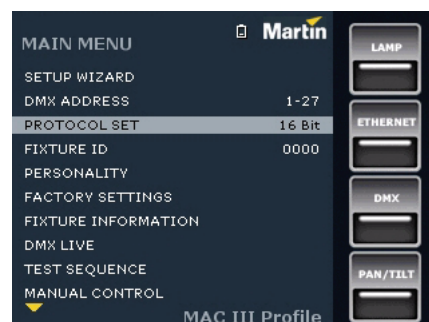 Martin
MAIN MENU
SETUP WIZARD
DMX ADDRESS 1-27
PROTOCOL SET 16 Bit
FIXTURE ID 0000
PERSONALITY
FACTORY SETTINGS
FIXTURE INFORMATION
DMX LIVE
TEST SEQUENCE
MANUAL CONTROL
MAC III Profile
LAMP
ETHERNET
DMX
PAN/TILT